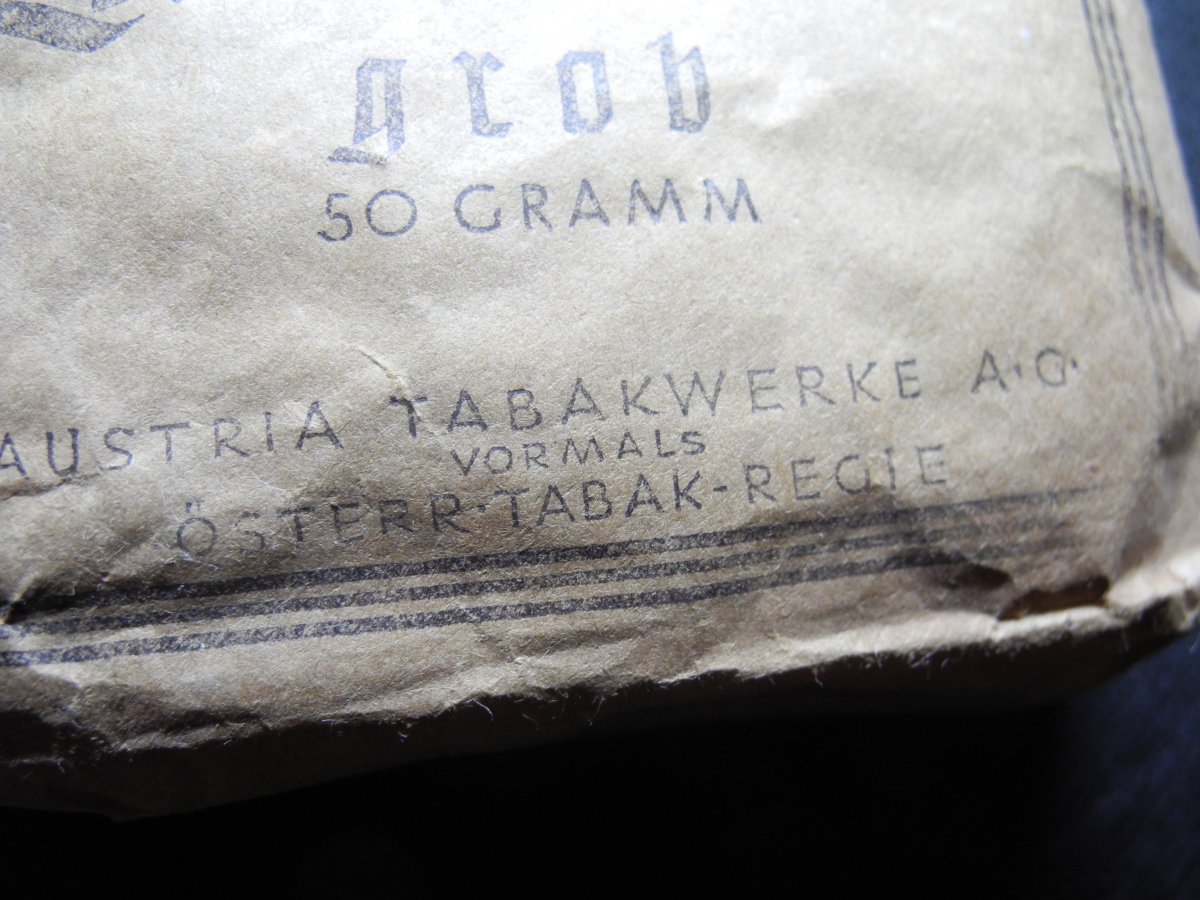 grob
50 GRAMM
AUSTRIA TABAKWERKE A·G·
VORMALS
ÖSTERR·TABAK-REGIE